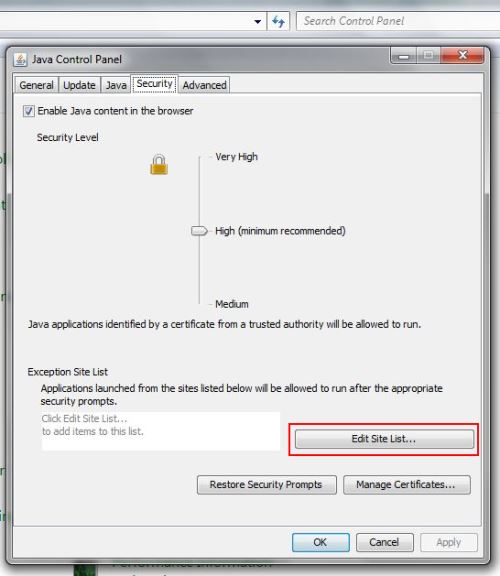 Search Control Panel
Java Control Panel
General Update Java Security Advanced
Enable Java content in the browser
Security Level
Very High
High (minimum recommended)
Medium
Java applications identified by a certificate from a trusted authority will be allowed to run.
Exception Site List
Applications launched from the sites listed below will be allowed to run after the appropriate
security prompts.
Click Edit Site List...
to add items to this list.
Edit Site List...
Restore Security Prompts Manage Certificates...
OK Cancel Apply
Performance Information